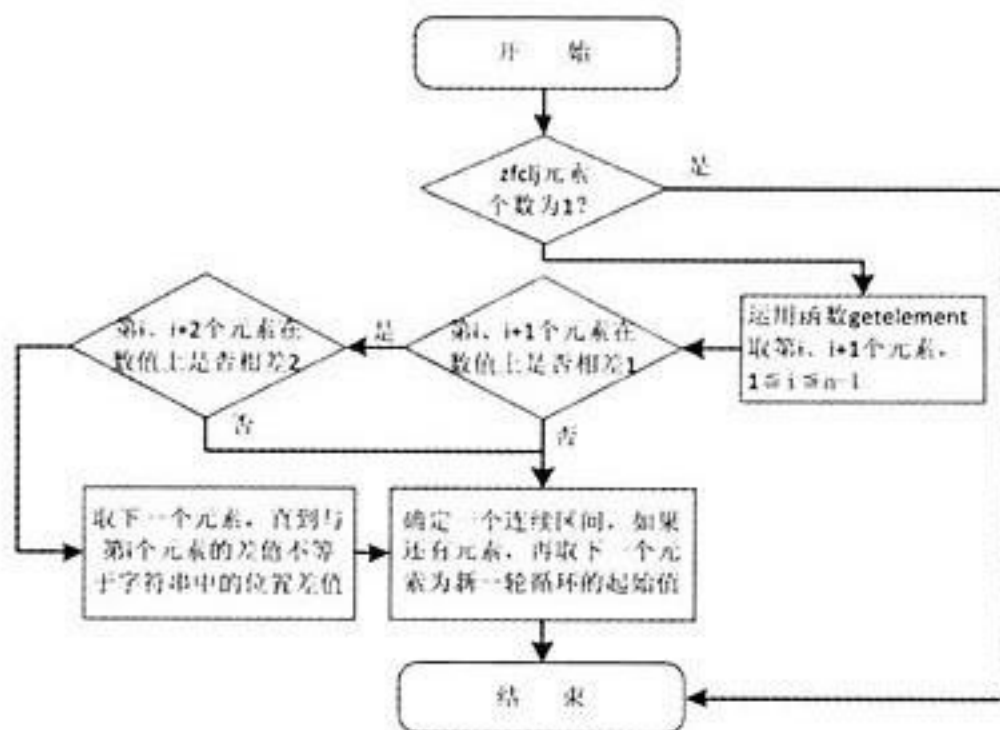 开 始
zfclj元素
个数为1?
是
运用函数getelement
取第i、i+1个元素,
1≦i≦n-1
第i、i+1个元素在
数值上是否相差1
是
第i、i+2个元素在
数值上是否相差2
否
否
取下一个元素，直到与
第i个元素的差值不等
于字符串中的位置差值
确定一个连续区间，如果
还有元素，再取下一个元
素为新一轮循环的起始值
结 束